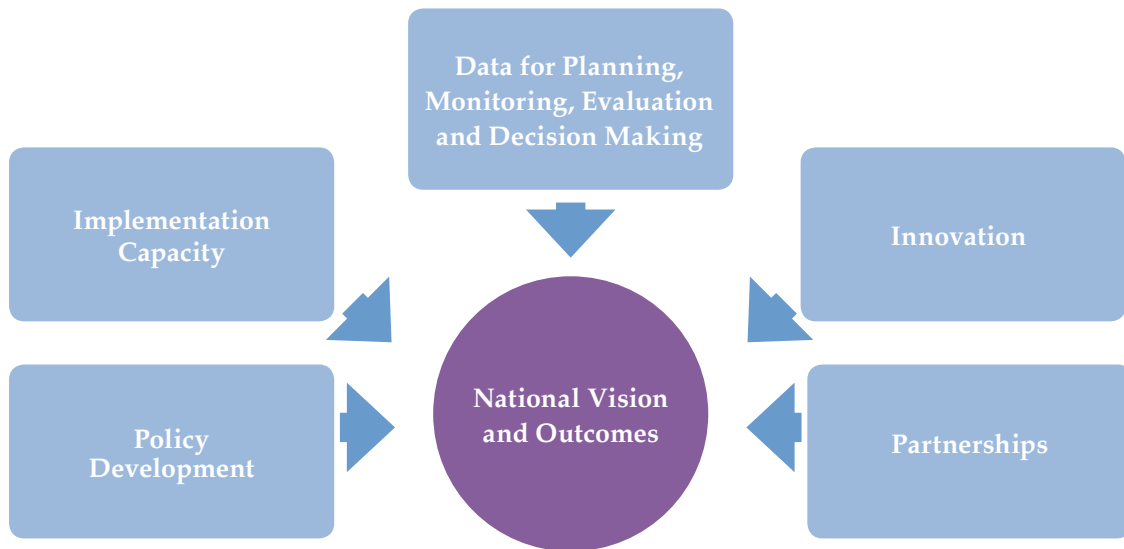 Data for Planning,
Monitoring, Evaluation
and Decision Making
Implementation
Capacity
Innovation
National Vision
and Outcomes
Policy
Development
Partnerships